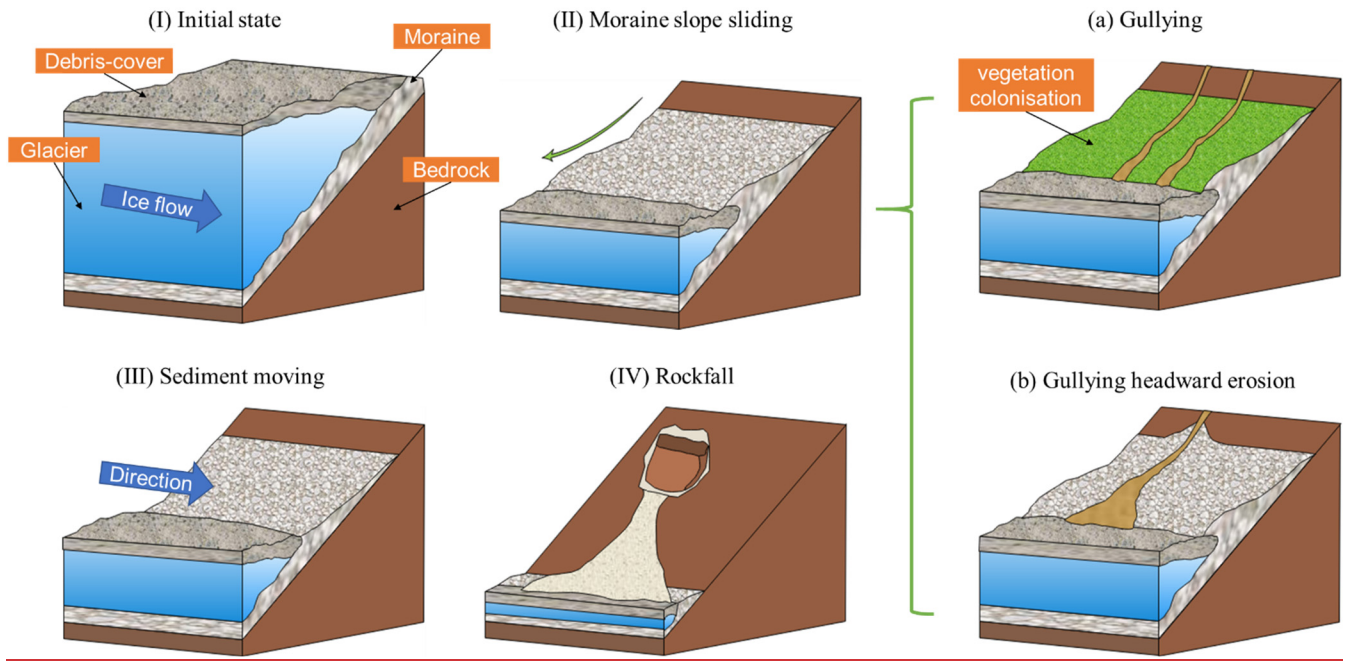 (I) Initial state
Debris-cover
Moraine
Glacier
Ice flow
Bedrock
(II) Moraine slope sliding
(a) Gullying
vegetation
colonisation
(III) Sediment moving
Direction
(IV) Rockfall
(b) Gullying headward erosion